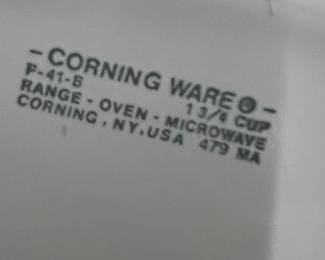 - CORNING WARE ® -
P-41-B 1 3/4 CUP
RANGE - OVEN - MICROWAVE
CORNING, NY, USA 479 MA